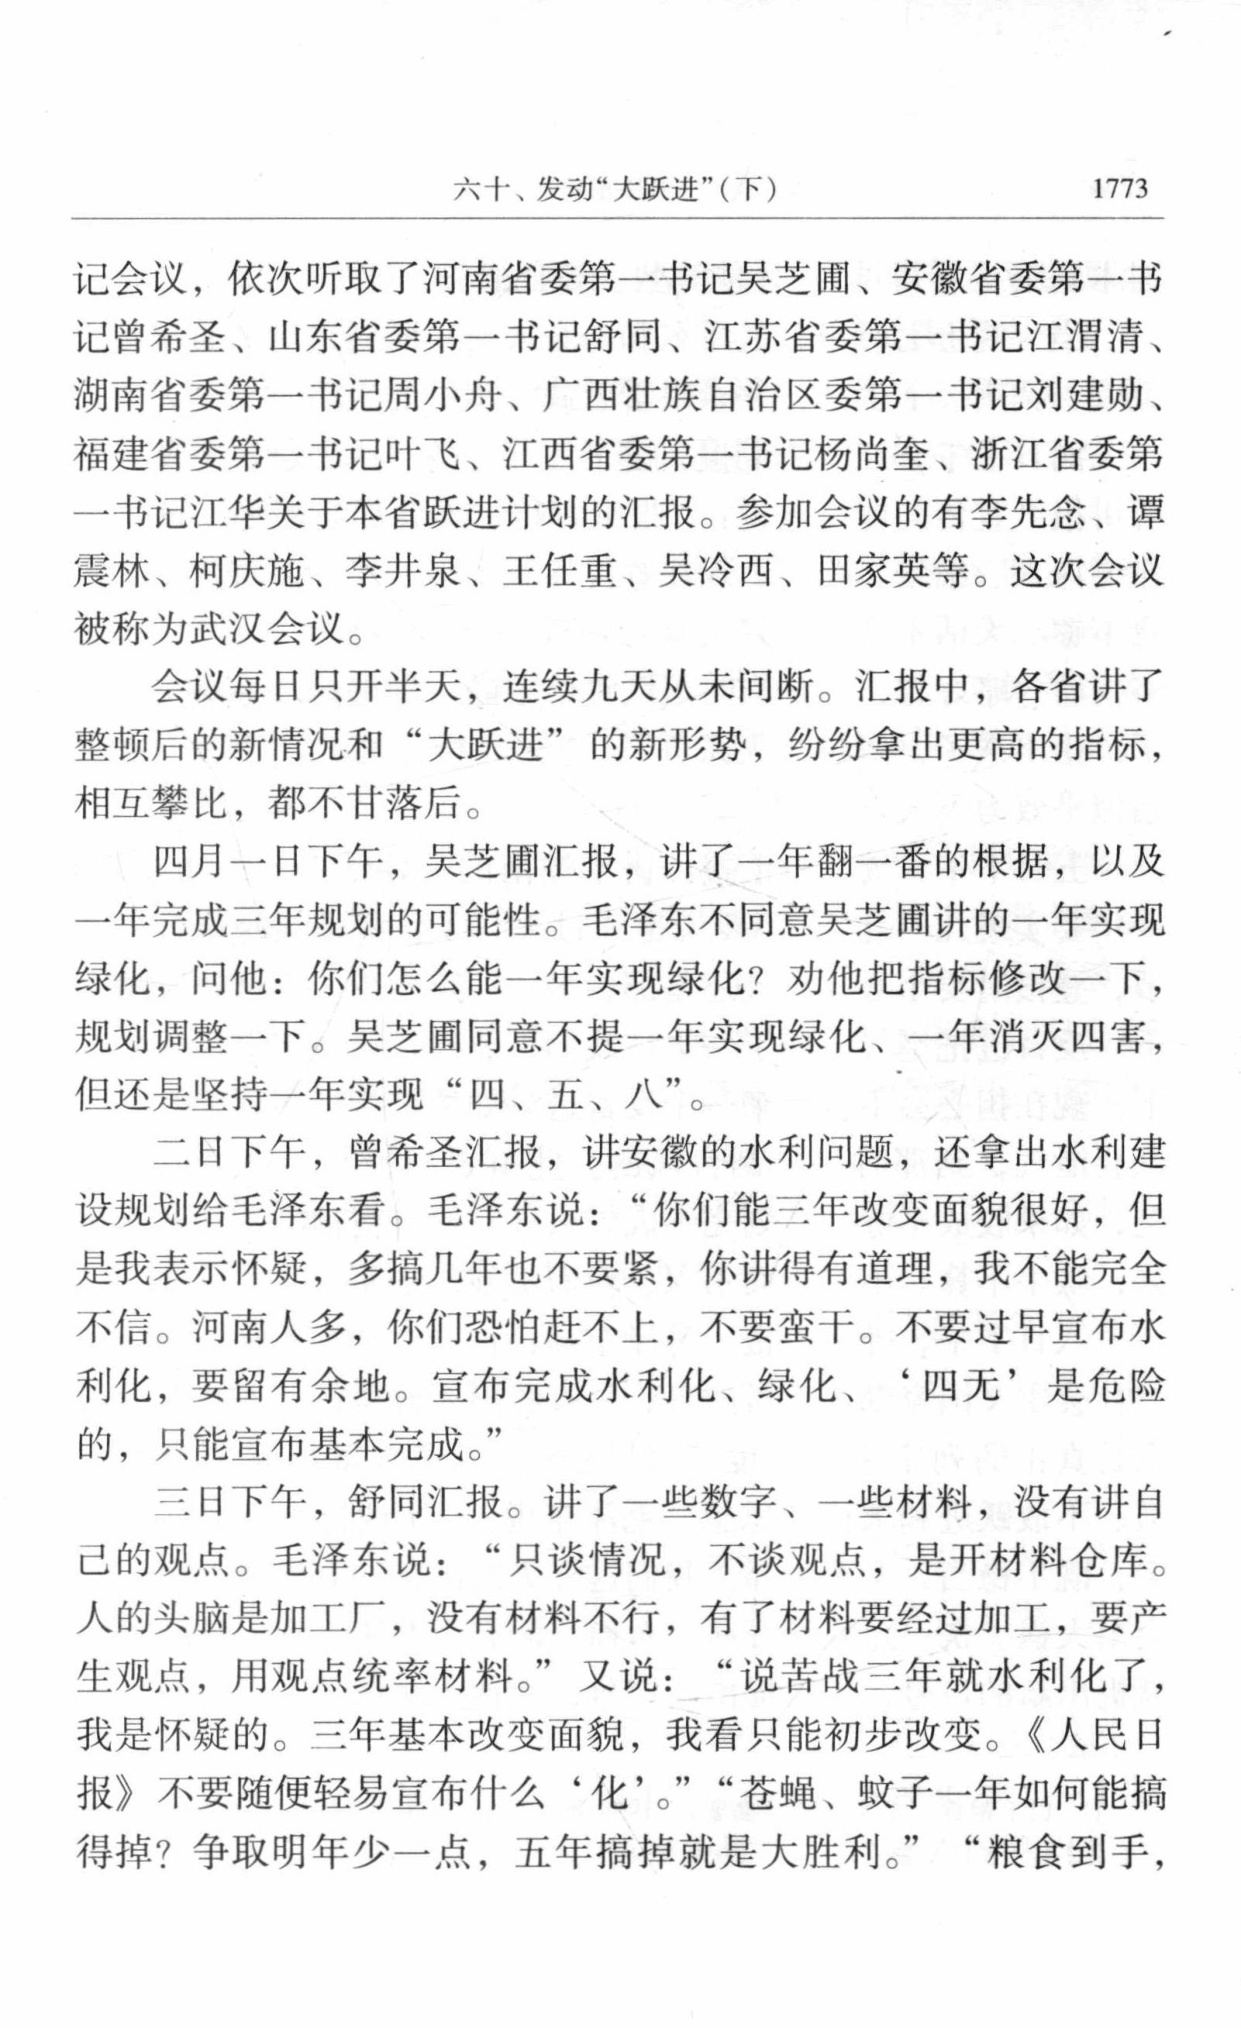 六十、发动“大跃进”（下） 1773
记会议，依次听取了河南省委第一书记吴芝圃、安徽省委第一书
记曾希圣、山东省委第一书记舒同、江苏省委第一书记江渭清、
湖南省委第一书记周小舟、广西壮族自治区委第一书记刘建勋、
福建省委第一书记叶飞、江西省委第一书记杨尚奎、浙江省委第
一书记江华关于本省跃进计划的汇报。参加会议的有李先念、谭
震林、柯庆施、李井泉、王任重、吴冷西、田家英等。这次会议
被称为武汉会议。
会议每日只开半天，连续九天从未间断。汇报中，各省讲了
整顿后的新情况和“大跃进”的新形势，纷纷拿出更高的指标，
相互攀比，都不甘落后。
四月一日下午，吴芝圃汇报，讲了一年翻一番的根据，以及
一年完成三年规划的可能性。毛泽东不同意吴芝圃讲的一年实现
绿化，问他：你们怎么能一年实现绿化？劝他把指标修改一下，
规划调整一下。吴芝圃同意不提一年实现绿化、一年消灭四害，
但还是坚持一年实现“四、五、八”。
二日下午，曾希圣汇报，讲安徽的水利问题，还拿出水利建
设规划给毛泽东看。毛泽东说：“你们能三年改变面貌很好，但
是我表示怀疑，多搞几年也不要紧，你讲得有道理，我不能完全
不信。河南人多，你们恐怕赶不上，不要蛮干。不要过早宣布水
利化，要留有余地。宣布完成水利化、绿化、‘四无’是危险
的，只能宣布基本完成。”
三日下午，舒同汇报。讲了一些数字、一些材料，没有讲自
己的观点。毛泽东说：“只谈情况，不谈观点，是开材料仓库。
人的头脑是加工厂，没有材料不行，有了材料要经过加工，要产
生观点，用观点统率材料。”又说：“说苦战三年就水利化了，
我是怀疑的。三年基本改变面貌，我看只能初步改变。《人民日
报》不要随便轻易宣布什么‘化’。”“苍蝇、蚊子一年如何能搞
得掉？争取明年少一点，五年搞掉就是大胜利。”“粮食到手，